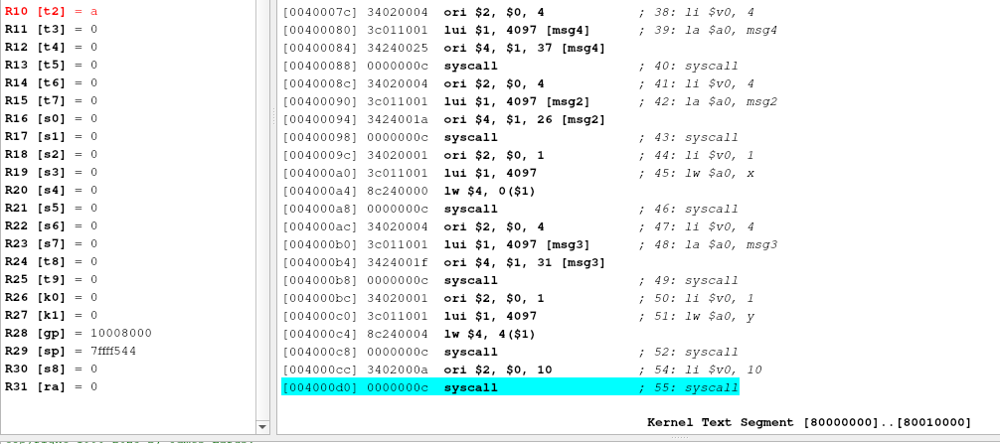 R10 [t2] = a
R11 [t3] = 0
R12 [t4] = 0
R13 [t5] = 0
R14 [t6] = 0
R15 [t7] = 0
R16 [s0] = 0
R17 [s1] = 0
R18 [s2] = 0
R19 [s3] = 0
R20 [s4] = 0
R21 [s5] = 0
R22 [s6] = 0
R23 [s7] = 0
R24 [t8] = 0
R25 [t9] = 0
R26 [k0] = 0
R27 [k1] = 0
R28 [gp] = 10008000
R29 [sp] = 7ffff544
R30 [s8] = 0
R31 [ra] = 0
[0040007c] 34020004 ori $2, $0, 4 ; 38: li $v0, 4
[00400080] 3c011001 lui $1, 4097 [msg4] ; 39: la $a0, msg4
[00400084] 34240025 ori $4, $1, 37 [msg4]
[00400088] 0000000c syscall ; 40: syscall
[0040008c] 34020004 ori $2, $0, 4 ; 41: li $v0, 4
[00400090] 3c011001 lui $1, 4097 [msg2] ; 42: la $a0, msg2
[00400094] 3424001a ori $4, $1, 26 [msg2]
[00400098] 0000000c syscall ; 43: syscall
[0040009c] 34020001 ori $2, $0, 1 ; 44: li $v0, 1
[004000a0] 3c011001 lui $1, 4097 ; 45: lw $a0, x
[004000a4] 8c240000 lw $4, 0($1)
[004000a8] 0000000c syscall ; 46: syscall
[004000ac] 34020004 ori $2, $0, 4 ; 47: li $v0, 4
[004000b0] 3c011001 lui $1, 4097 [msg3] ; 48: la $a0, msg3
[004000b4] 3424001f ori $4, $1, 31 [msg3]
[004000b8] 0000000c syscall ; 49: syscall
[004000bc] 34020001 ori $2, $0, 1 ; 50: li $v0, 1
[004000c0] 3c011001 lui $1, 4097 ; 51: lw $a0, y
[004000c4] 8c240004 lw $4, 4($1)
[004000c8] 0000000c syscall ; 52: syscall
[004000cc] 3402000a ori $2, $0, 10 ; 54: li $v0, 10
[004000d0] 0000000c syscall ; 55: syscall
Kernel Text Segment [80000000]..[80010000]